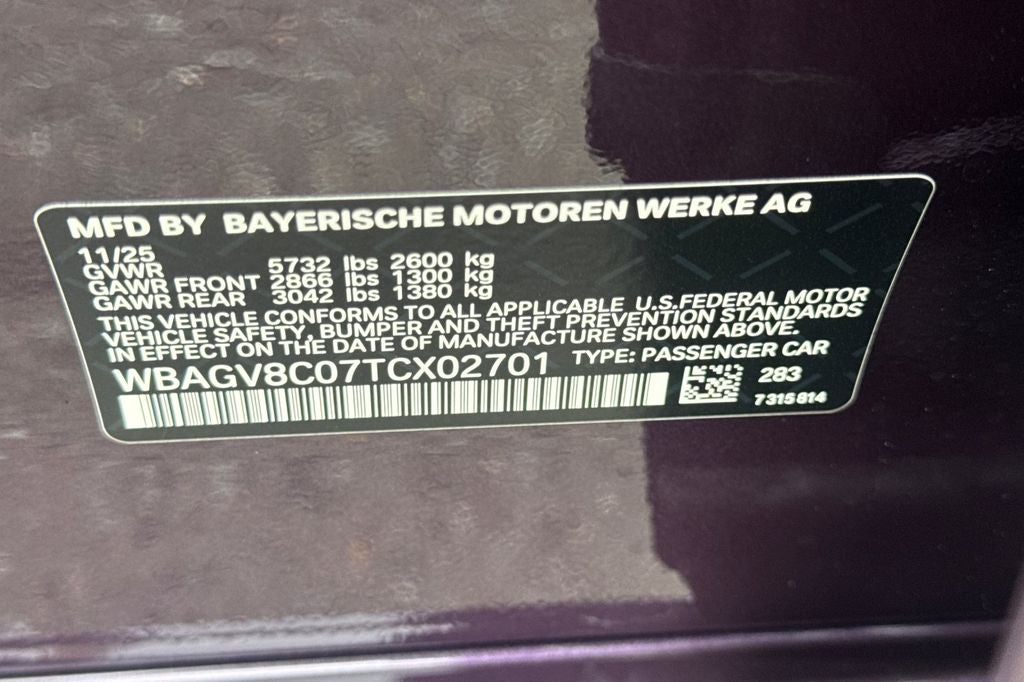 MFD BY BAYERISCHE MOTOREN WERKE AG
11/25
GVWR 5732 lbs 2600 kg
GAWR FRONT 2866 lbs 1300 kg
GAWR REAR 3042 lbs 1380 kg
THIS VEHICLE CONFORMS TO ALL APPLICABLE U.S.FEDERAL MOTOR
VEHICLE SAFETY, BUMPER AND THEFT PREVENTION STANDARDS
IN EFFECT ON THE DATE OF MANUFACTURE SHOWN ABOVE.
WBAGV8C07TCX02701 TYPE: PASSENGER CAR
283
7315814